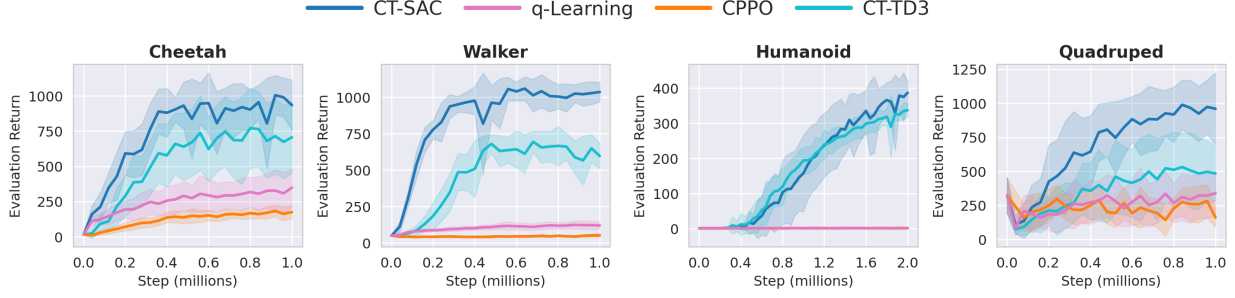 CT-SAC q-Learning CPPO CT-TD3
Cheetah
Evaluation Return
1000
750
500
250
0
0.0 0.2 0.4 0.6 0.8 1.0
Step (millions)
Walker
Evaluation Return
1000
750
500
250
0
0.0 0.2 0.4 0.6 0.8 1.0
Step (millions)
Humanoid
Evaluation Return
400
300
200
100
0
0.0 0.4 0.8 1.2 1.6 2.0
Step (millions)
Quadruped
Evaluation Return
1250
1000
750
500
250
0
0.0 0.2 0.4 0.6 0.8 1.0
Step (millions)